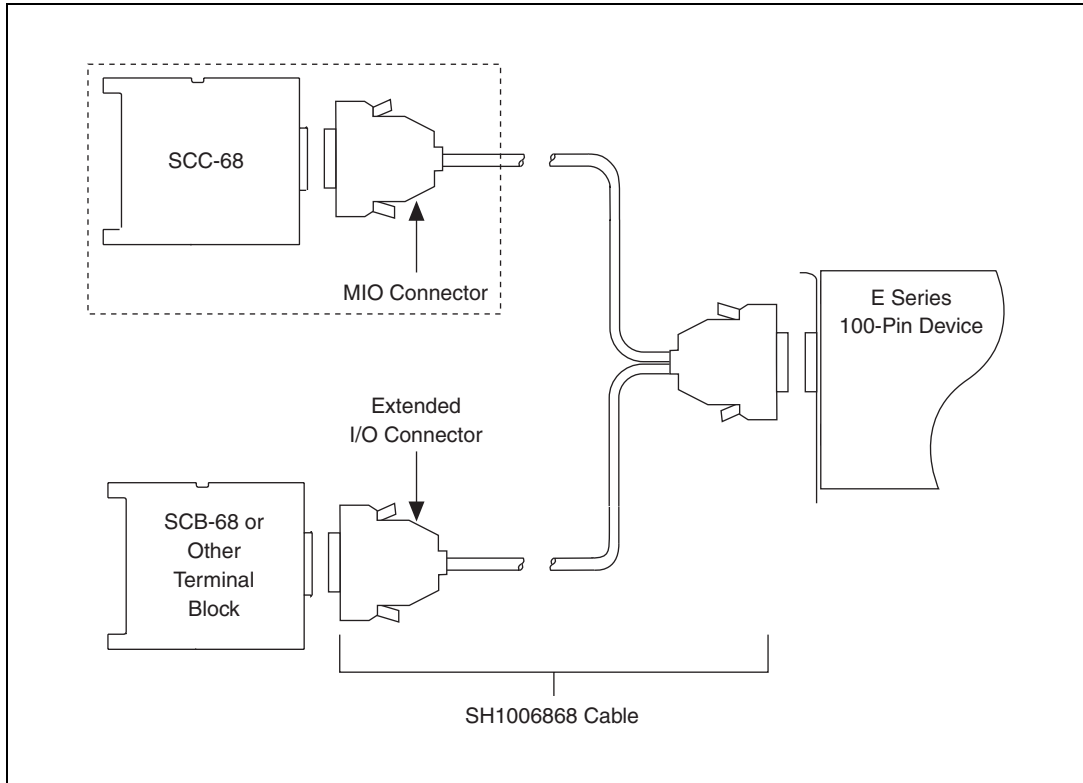 SCC-68
MIO Connector
E Series
100-Pin Device
Extended
I/O Connector
SCB-68 or
Other
Terminal
Block
SH1006868 Cable